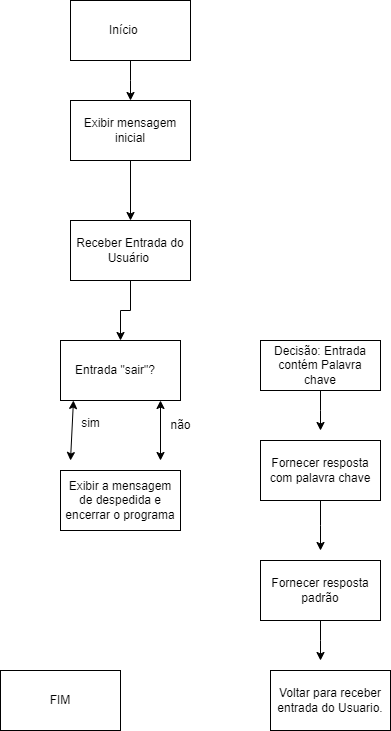 Início
Exibir mensagem
inicial
Receber Entrada do
Usuário
Entrada "sair"?
sim
não
Exibir a mensagem
de despedida e
encerrar o programa
FIM
Decisão: Entrada
contém Palavra
chave
Fornecer resposta
com palavra chave
Fornecer resposta
padrão
Voltar para receber
entrada do Usuario.